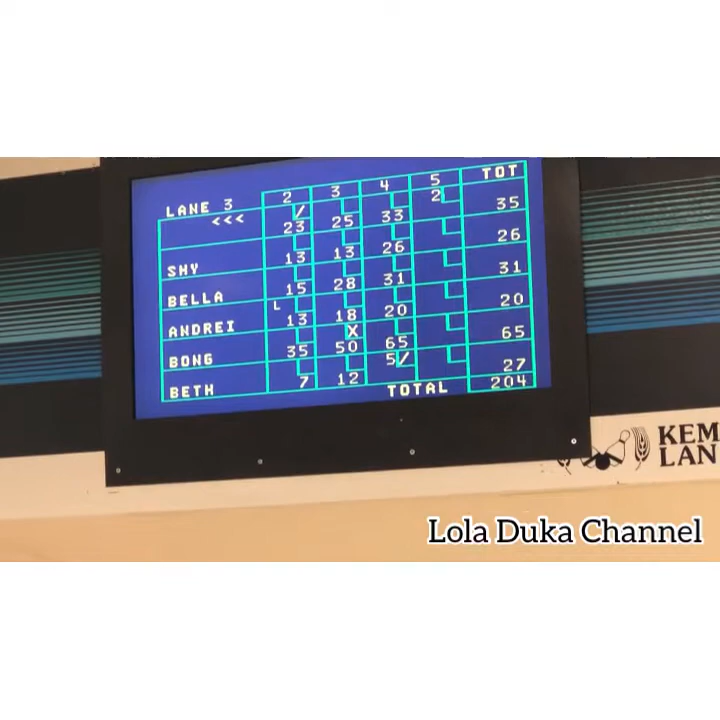 LANE 3 2 3 4 5 TOT
<<< / 2
23 25 33 35
SHY 13 13 26 26
BELLA 15 28 31 31
L
ANDREI 13 18 20 20
X
BONG 35 50 65 65
5/
BETH 7 12 27
TOTAL 204
KEM
LAN
Lola Duka Channel